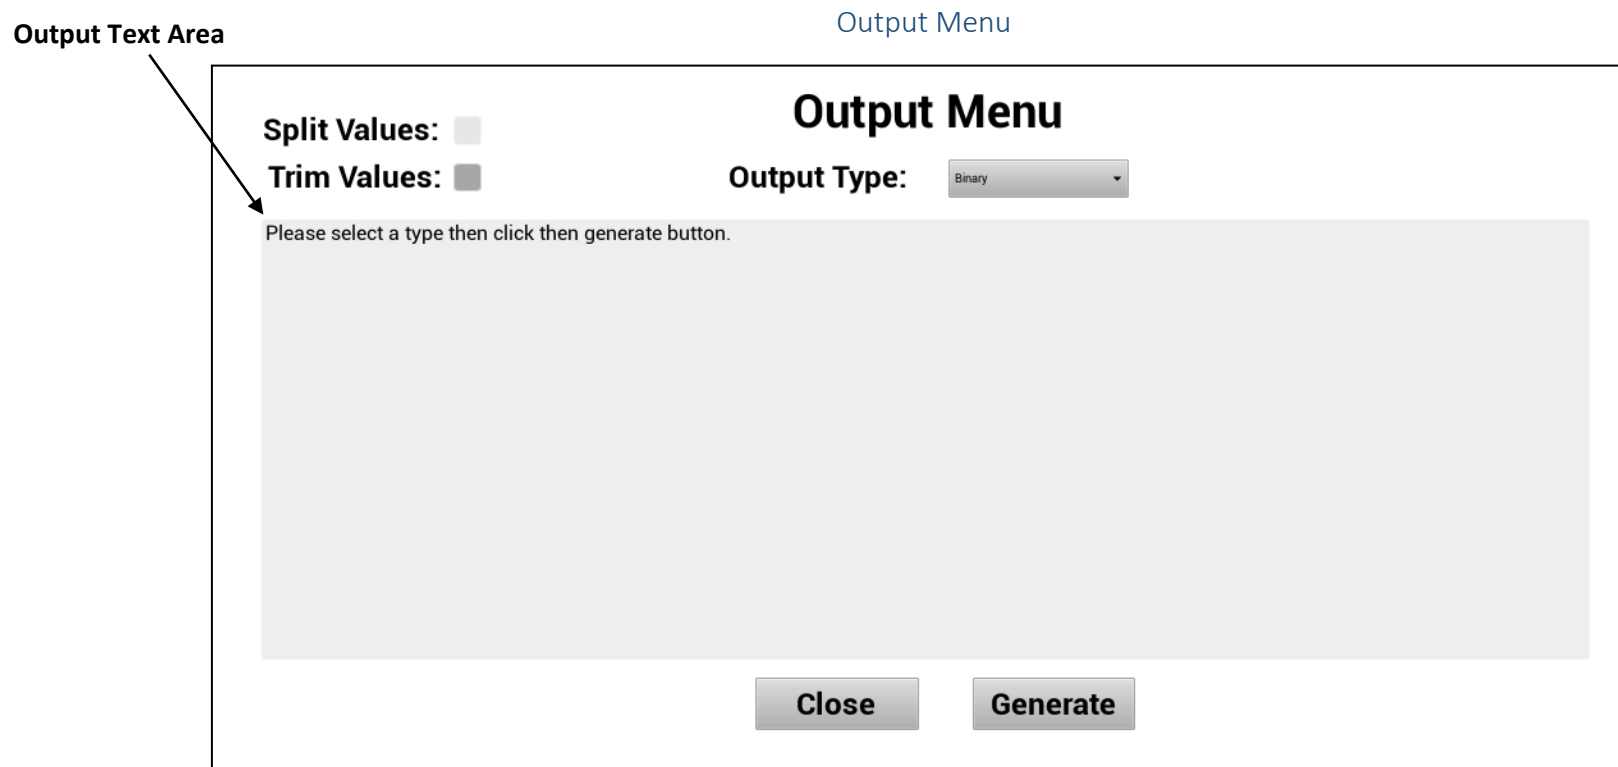 Output Menu
Output Text Area
Output Menu
Split Values:
Trim Values:
Output Type:
Binary
Please select a type then click then generate button.
Close
Generate